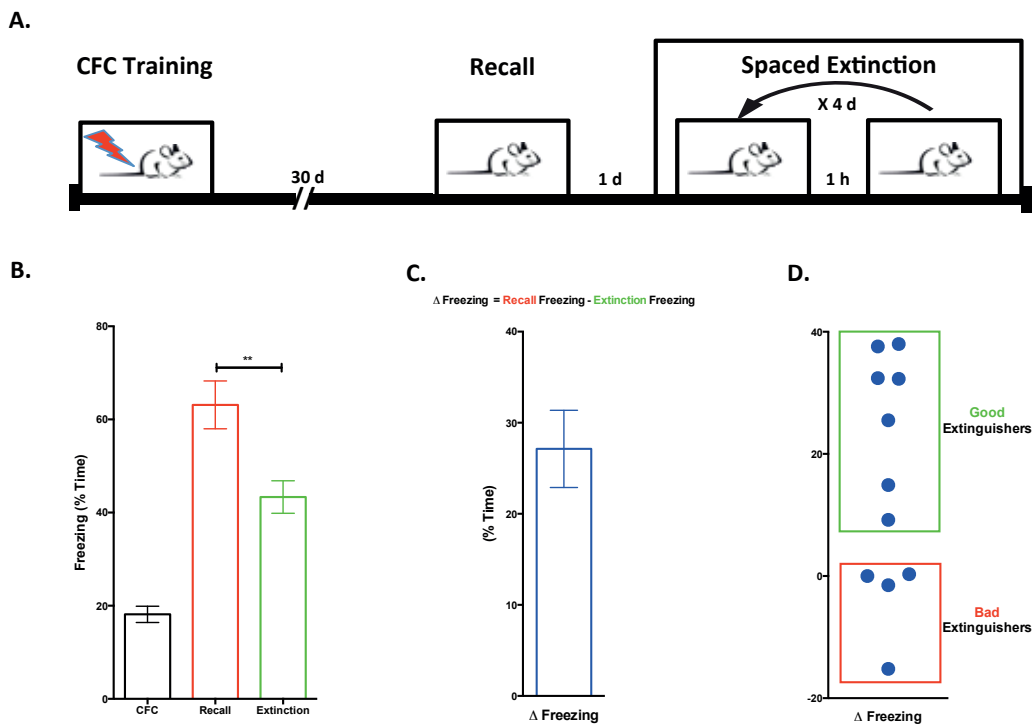 A.
CFC Training
Recall
Spaced Extinction
X 4 d
30 d
1 d
1 h
B.
C.
D.
Δ Freezing = Recall Freezing - Extinction Freezing
80
60
40
20
0
Freezing (% Time)
**
CFC
Recall
Extinction
40
30
20
10
0
(% Time)
Δ Freezing
40
20
0
-20
Good
Extinguishers
Bad
Extinguishers
Δ Freezing